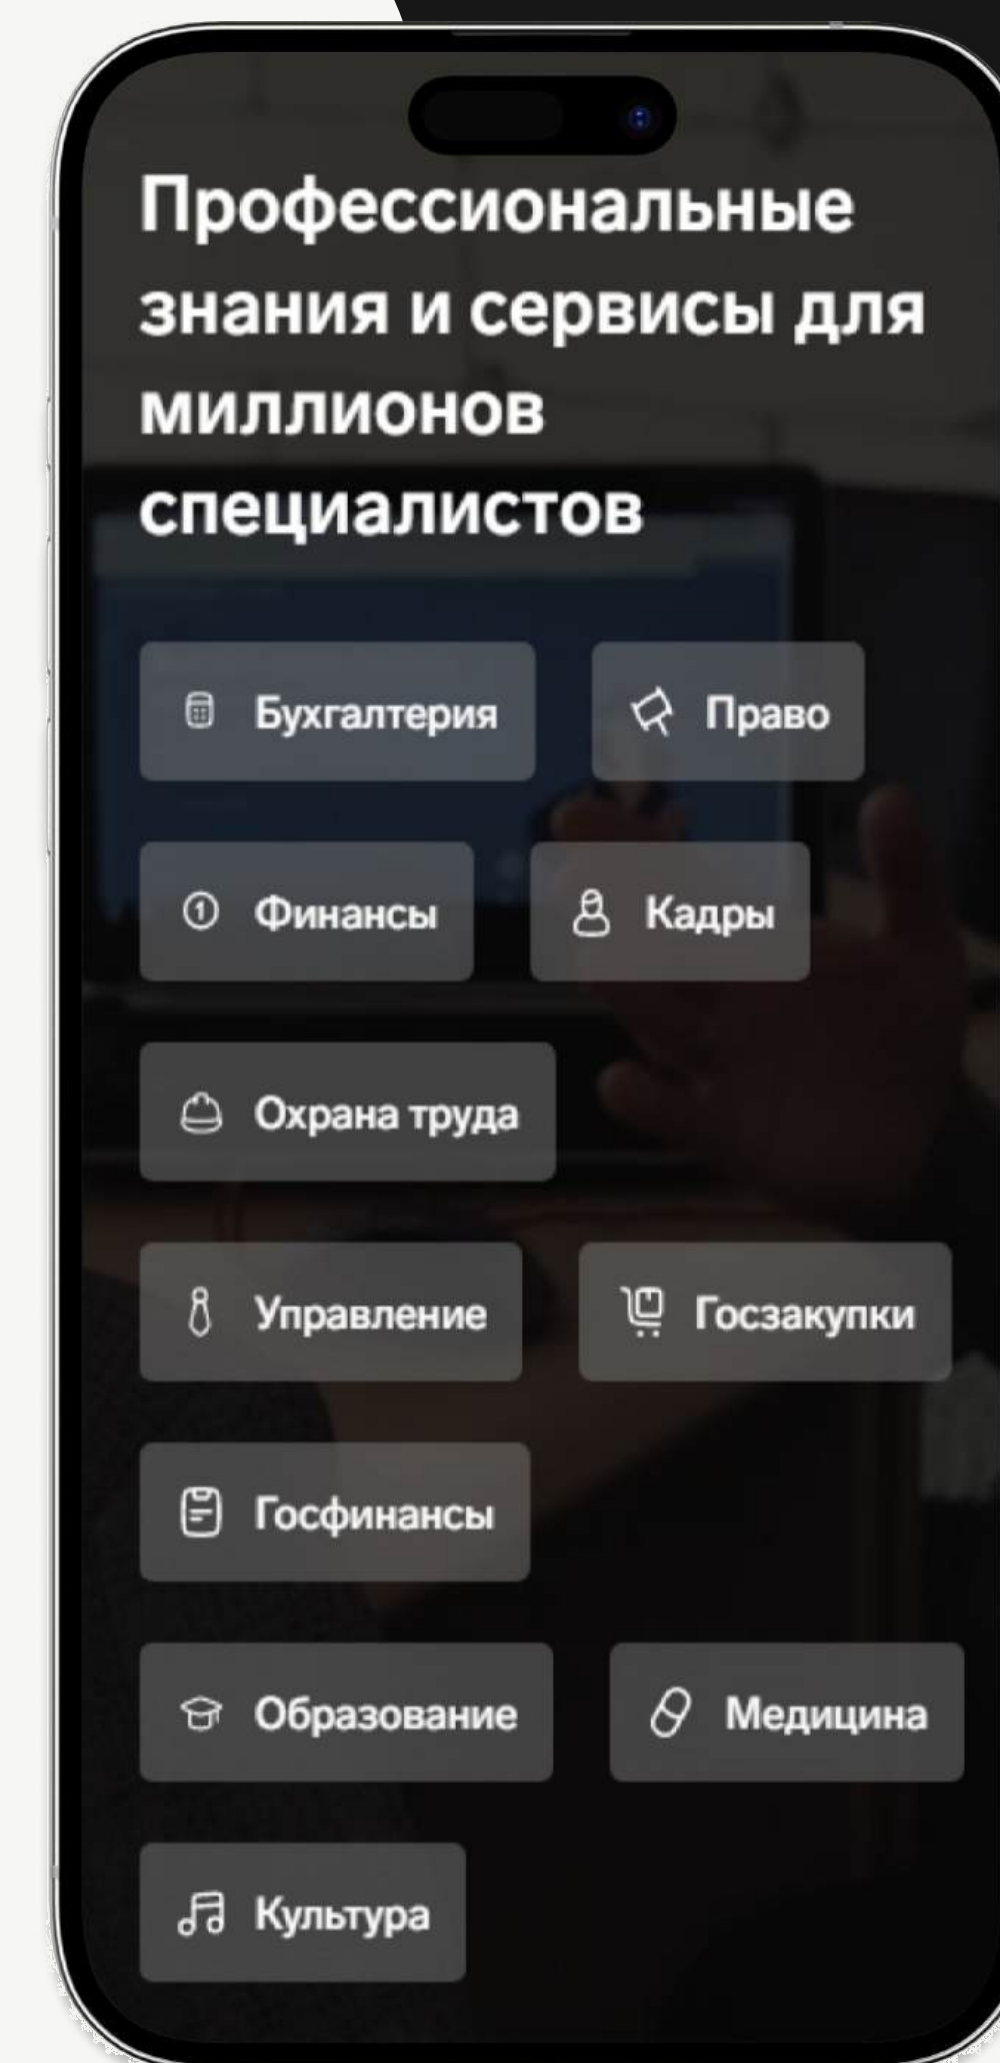 Профессиональные
знания и сервисы для
миллионов
специалистов
Бухгалтерия
Право
Финансы
Кадры
Охрана труда
Управление
Госзакупки
Госфинансы
Образование
Медицина
Культура